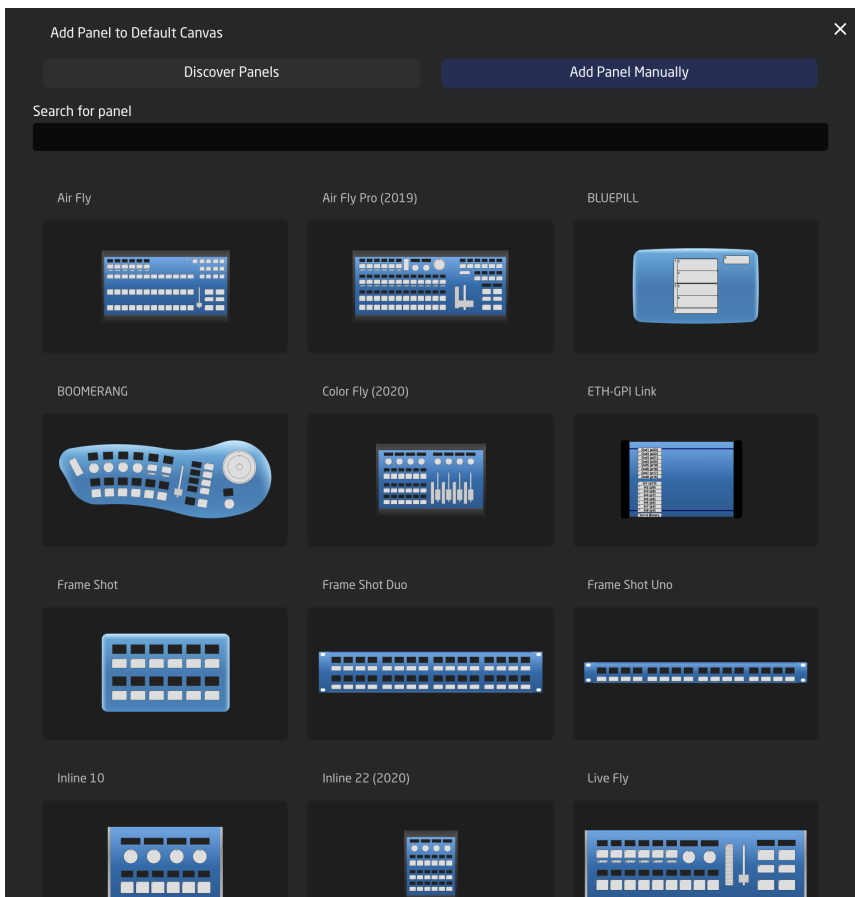 Add Panel to Default Canvas
Discover Panels
Add Panel Manually
Search for panel
Air Fly
Air Fly Pro (2019)
BLUEPILL
BOOMERANG
Color Fly (2020)
ETH-GPI Link
Frame Shot
Frame Shot Duo
Frame Shot Uno
Inline 10
Inline 22 (2020)
Live Fly